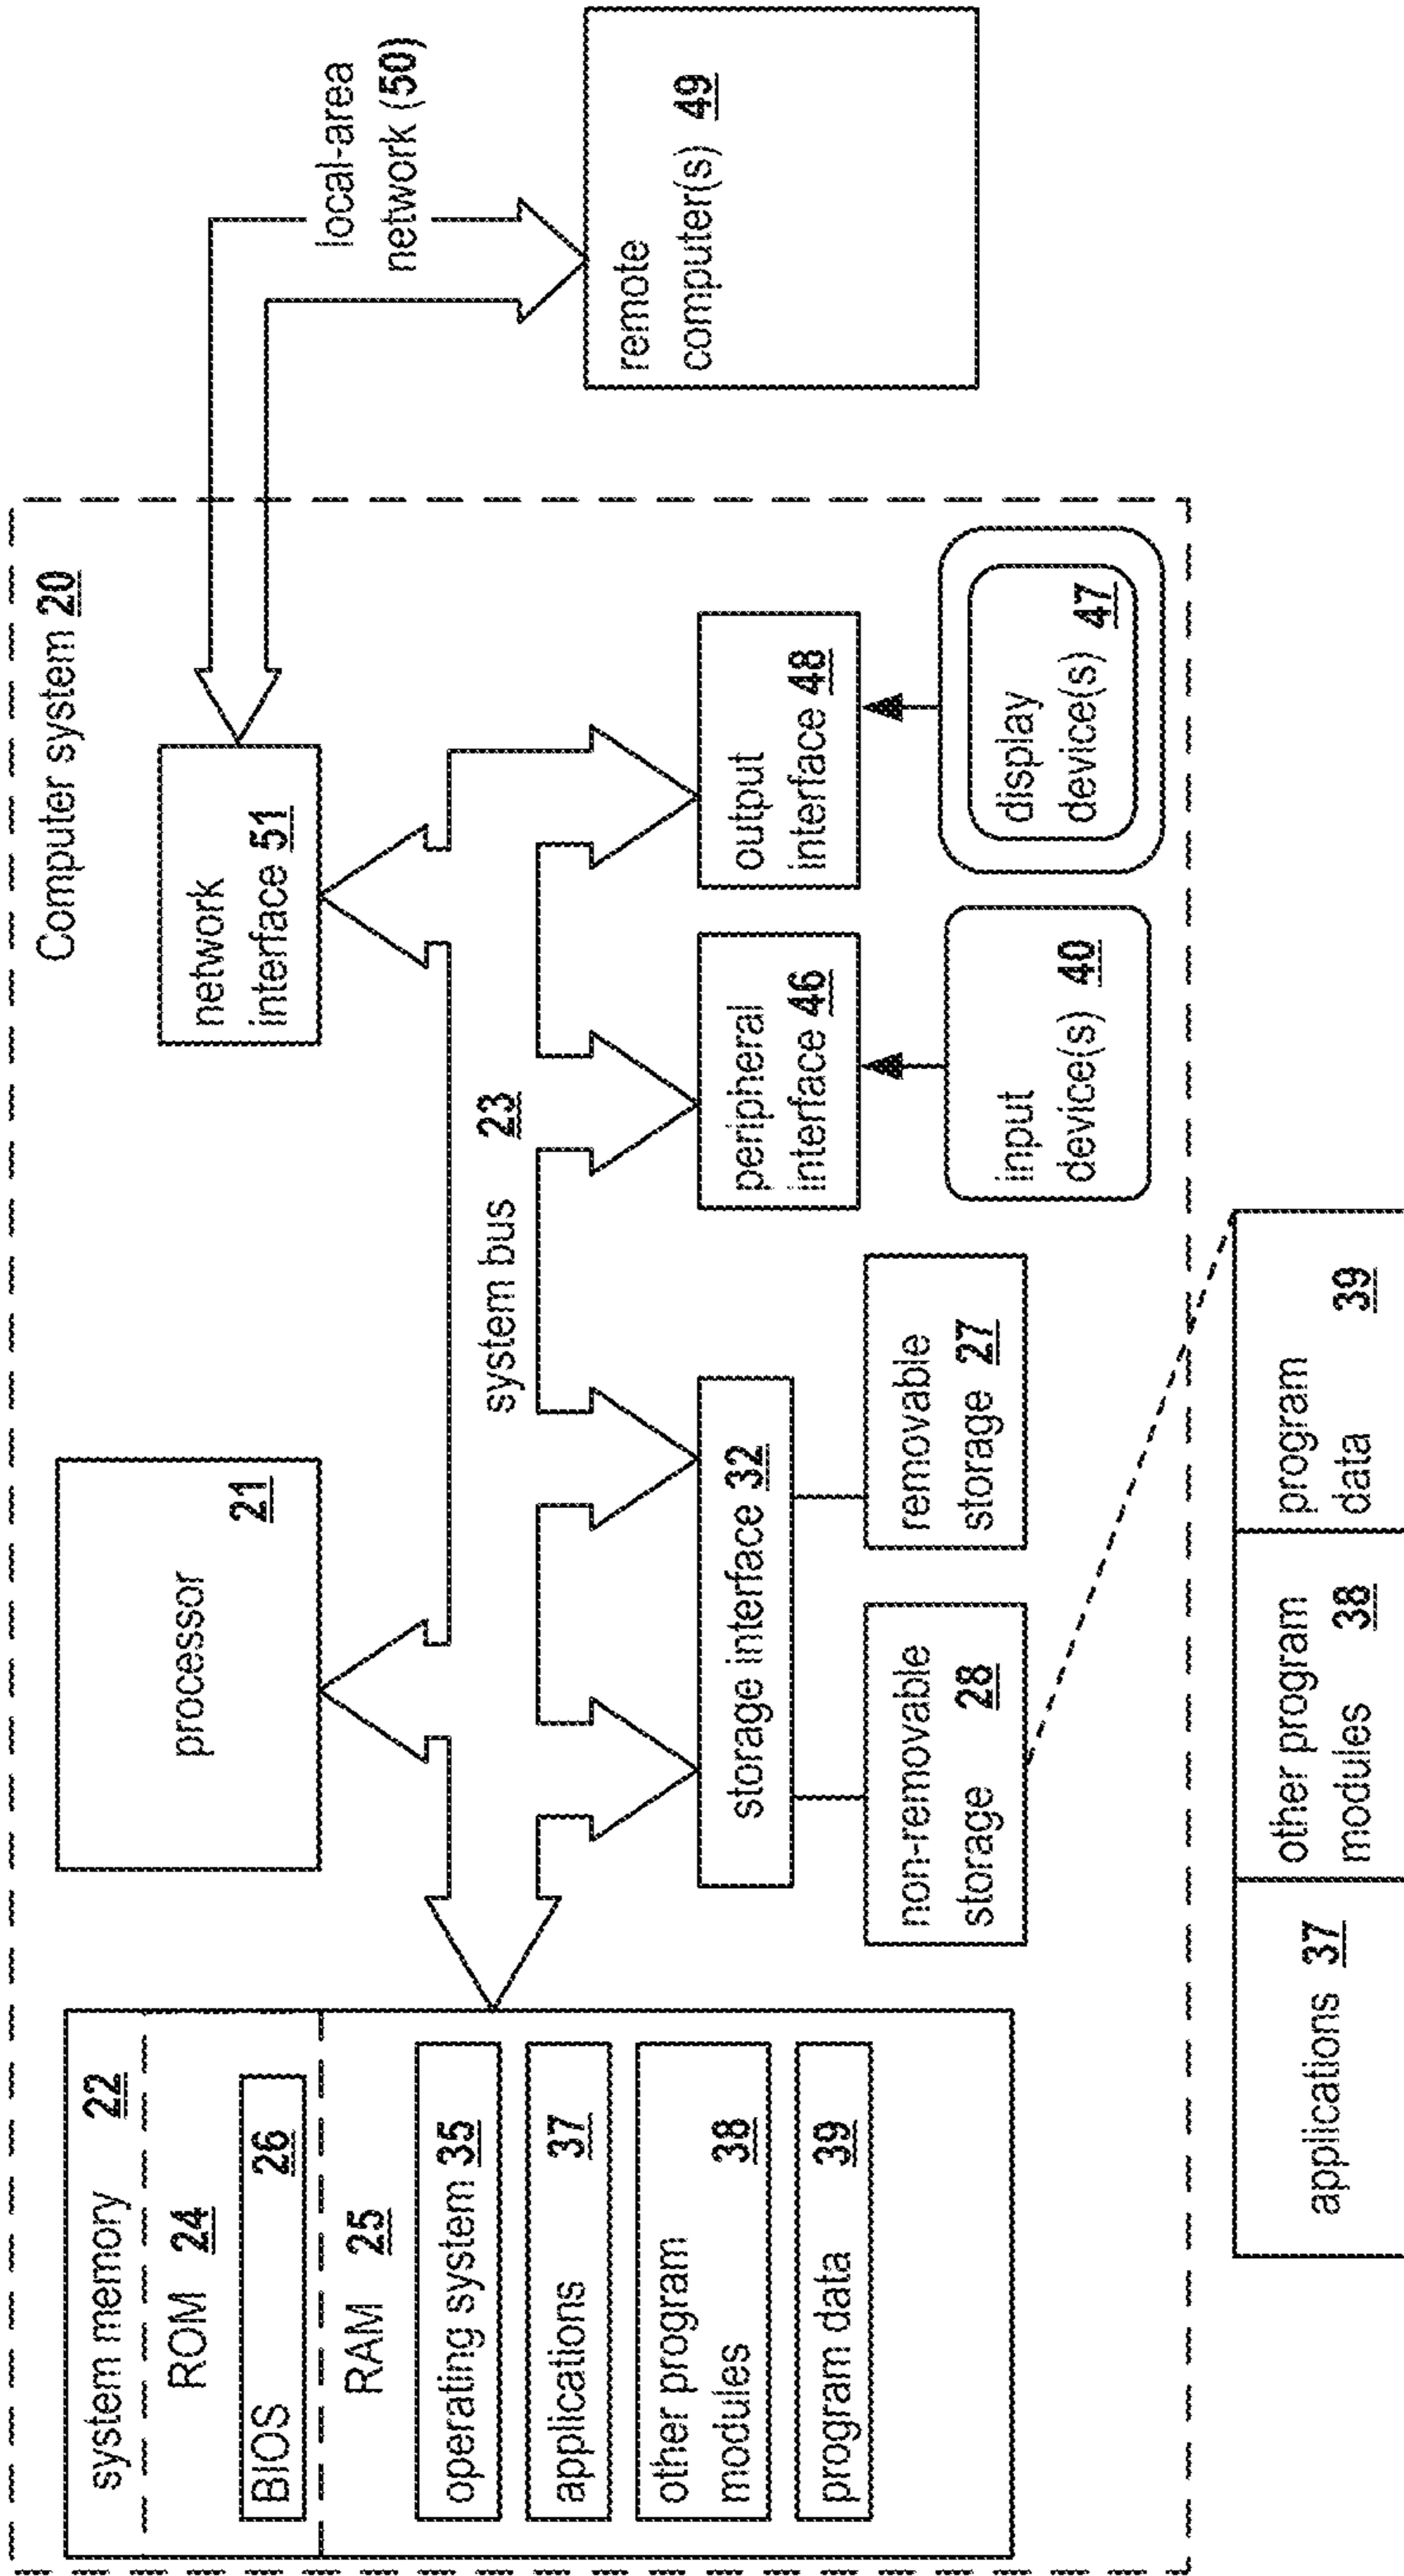 Computer system 20
system memory 22
ROM 24
BIOS 26
RAM 25
operating system 35
applications 37
other program
modules 38
program data 39
processor
21
network
interface 51
system bus 23
storage interface 32
non-removable
storage 28
removable
storage 27
peripheral
interface 46
output
interface 48
input
device(s) 40
display
device(s) 47
local-area
network (50)
remote
computer(s) 49
applications 37
other program
modules 38
program
data 39